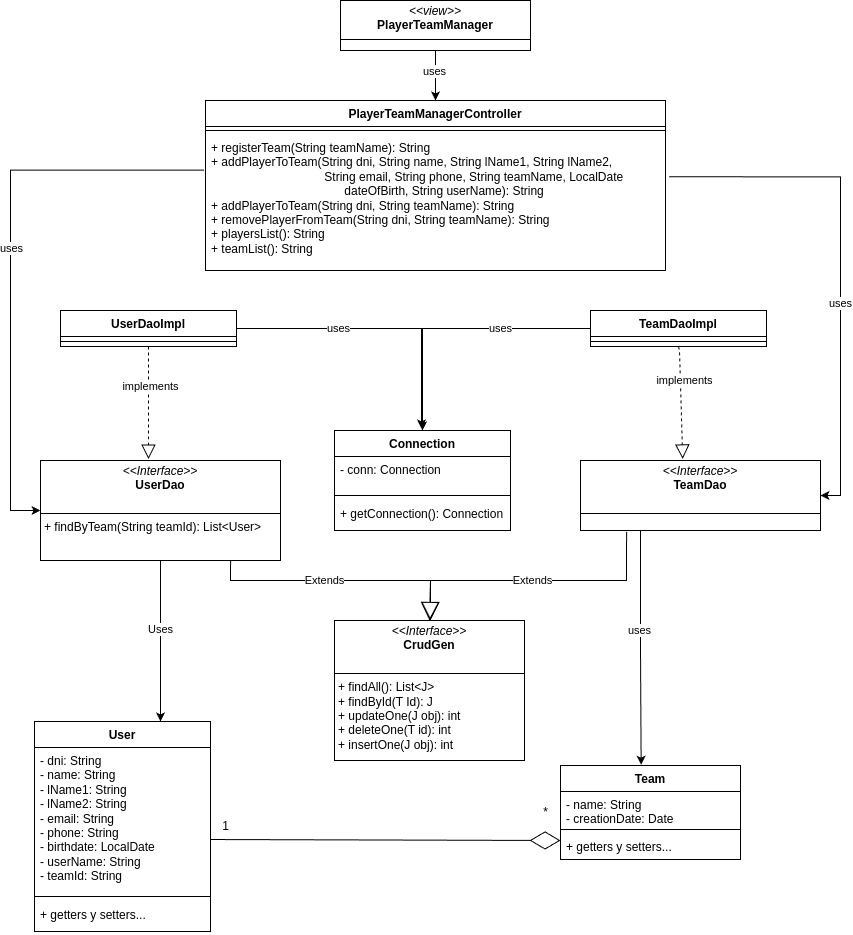 <<view>>
PlayerTeamManager
uses
PlayerTeamManagerController
+ registerTeam(String teamName): String
+ addPlayerToTeam(String dni, String name, String lName1, String lName2,
String email, String phone, String teamName, LocalDate
dateOfBirth, String userName): String
+ addPlayerToTeam(String dni, String teamName): String
+ removePlayerFromTeam(String dni, String teamName): String
+ playersList(): String
+ teamList(): String
uses
uses
UserDaoImpl
uses
uses
TeamDaoImpl
implements
implements
Connection
- conn: Connection
+ getConnection(): Connection
<<Interface>>
UserDao
+ findByTeam(String teamId): List<User>
<<Interface>>
TeamDao
Extends
Extends
Uses
uses
<<Interface>>
CrudGen
+ findAll(): List<J>
+ findById(T Id): J
+ updateOne(J obj): int
+ deleteOne(T id): int
+ insertOne(J obj): int
User
- dni: String
- name: String
- lName1: String
- lName2: String
- email: String
- phone: String
- birthdate: LocalDate
- userName: String
- teamId: String
+ getters y setters...
1
*
Team
- name: String
- creationDate: Date
+ getters y setters...